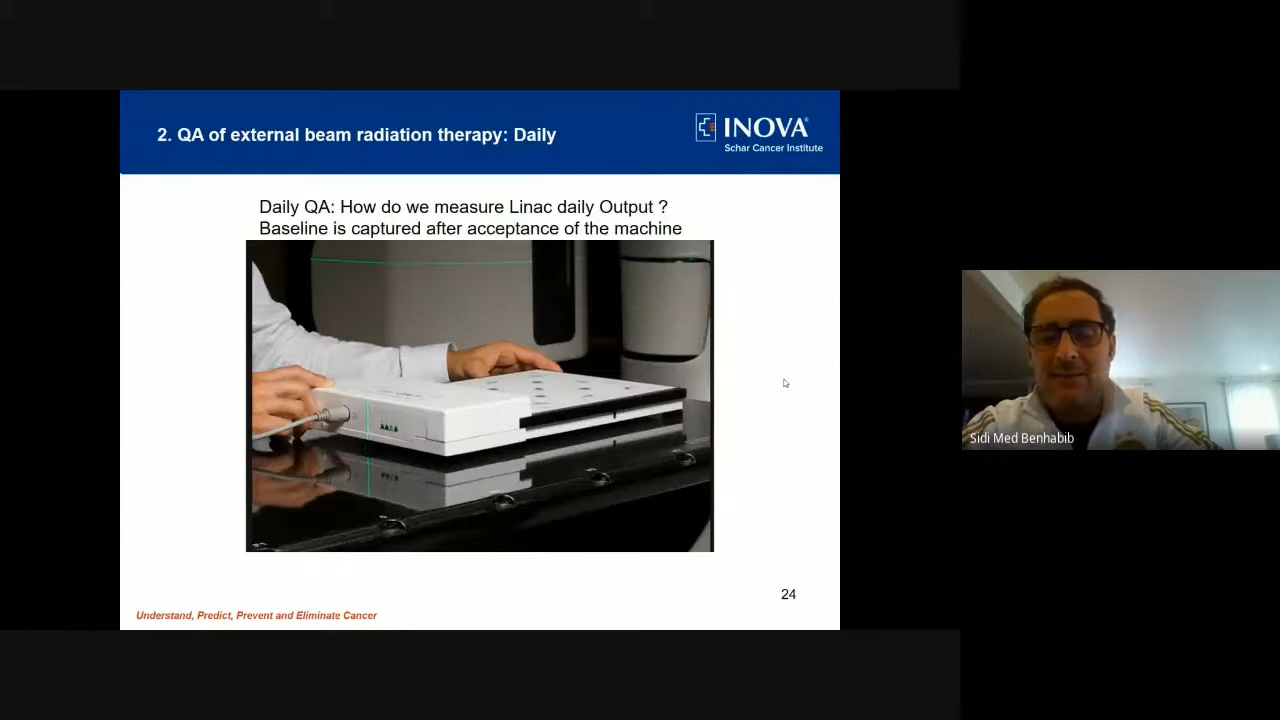 2. QA of external beam radiation therapy: Daily
INOVA
Schar Cancer Institute
Daily QA: How do we measure Linac daily Output ?
Baseline is captured after acceptance of the machine
Sidi Med Benhabib
24
Understand, Predict, Prevent and Eliminate Cancer